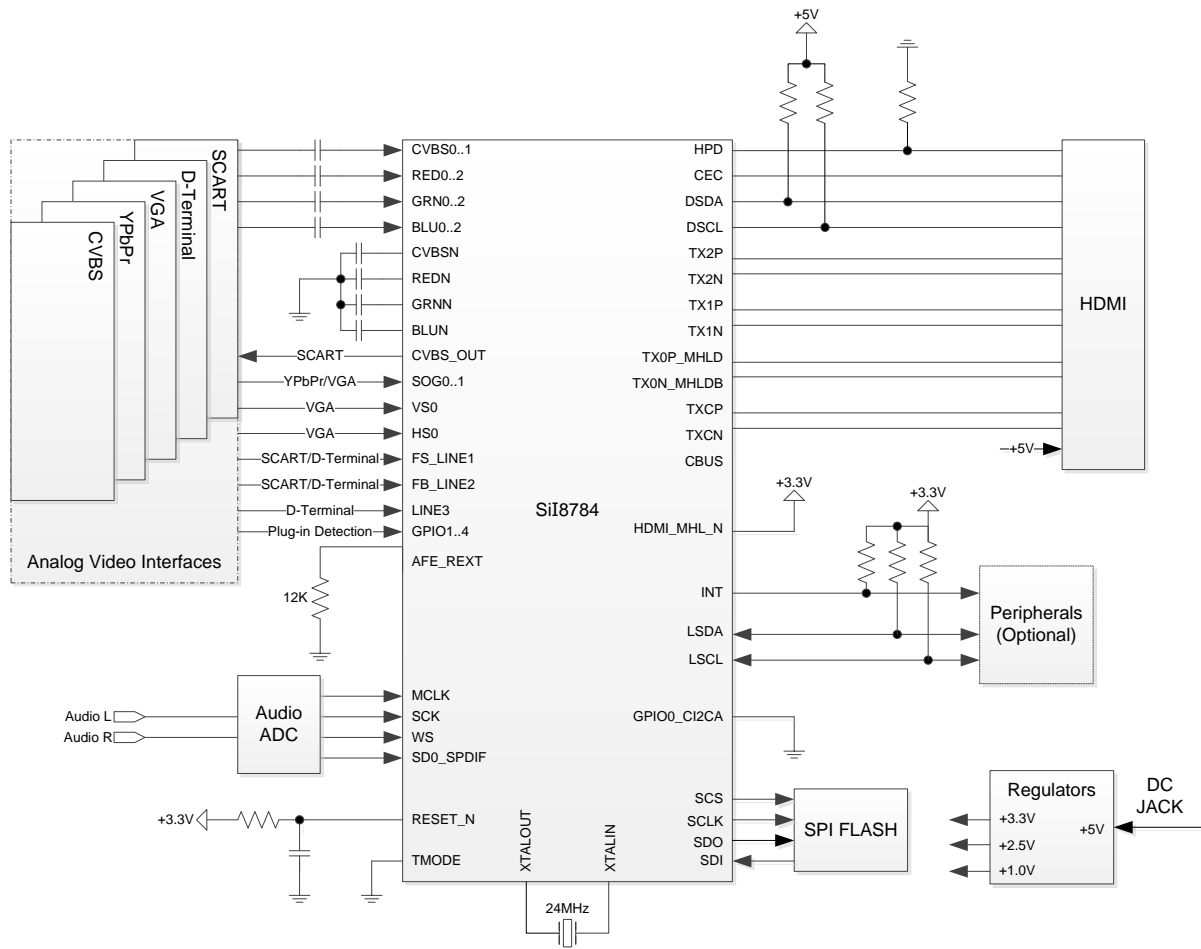 +5V
SCART
D-Terminal
VGA
YPbPr
CVBS
Analog Video Interfaces
SCART
YPbPr/VGA
VGA
VGA
SCART/D-Terminal
SCART/D-Terminal
D-Terminal
Plug-in Detection
12K
Audio L
Audio R
Audio
ADC
+3.3V
CVBS0..1
RED0..2
GRN0..2
BLU0..2
CVBSN
REDN
GRNN
BLUN
CVBS_OUT
SOG0..1
VS0
HS0
FS_LINE1
FB_LINE2
LINE3
GPIO1..4
AFE_REXT
MCLK
SCK
WS
SD0_SPDIF
RESET_N
TMODE
SiI8784
XTALOUT
XTALIN
24MHz
HPD
CEC
DSDA
DSCL
TX2P
TX2N
TX1P
TX1N
TX0P_MHLD
TX0N_MHLDB
TXCP
TXCN
CBUS
HDMI_MHL_N
INT
LSDA
LSCL
GPIO0_CI2CA
SCS
SCLK
SDO
SDI
HDMI
+5V
+3.3V
+3.3V
Peripherals
(Optional)
SPI FLASH
Regulators
+3.3V
+2.5V
+1.0V
+5V
DC
JACK